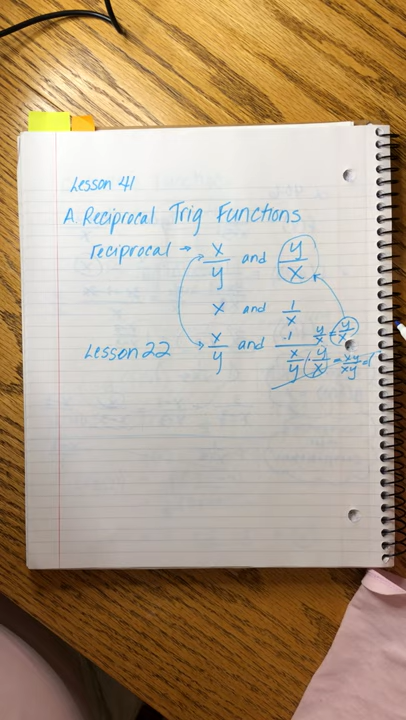 Lesson 41
A. Reciprocal Trig Functions
reciprocal → x/y and y/x
x and 1/x
Lesson 22 x/y and 1/(x/y) · y/x = y/x
y/x = xy/xy = 1